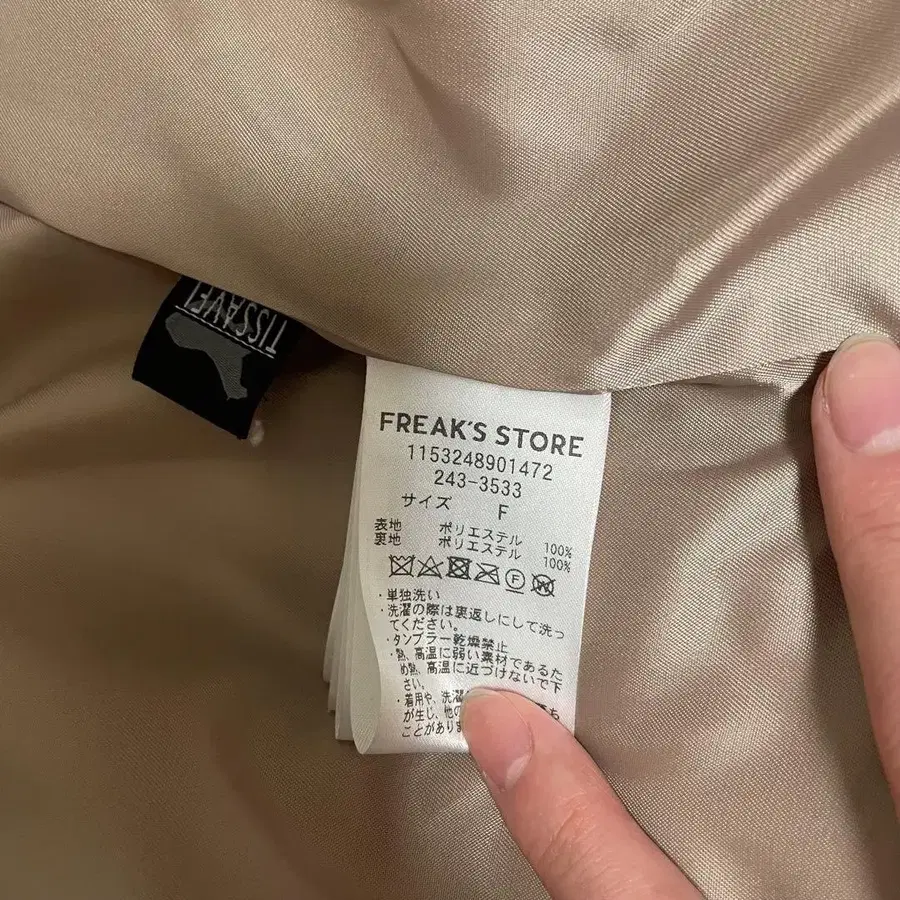 TISSAVEL
FREAK'S STORE
1153248901472
243-3533
サイズ F
表地 ポリエステル 100%
裏地 ポリエステル 100%
・単独洗い
・洗濯の際は裏返しにして洗っ
てください。
・タンブラー乾燥禁止
・熱、高温に弱い素材であるた
め熱、高温に近づけないで下
さい。
・着用や、洗濯
が生じ、他の
ことがありま